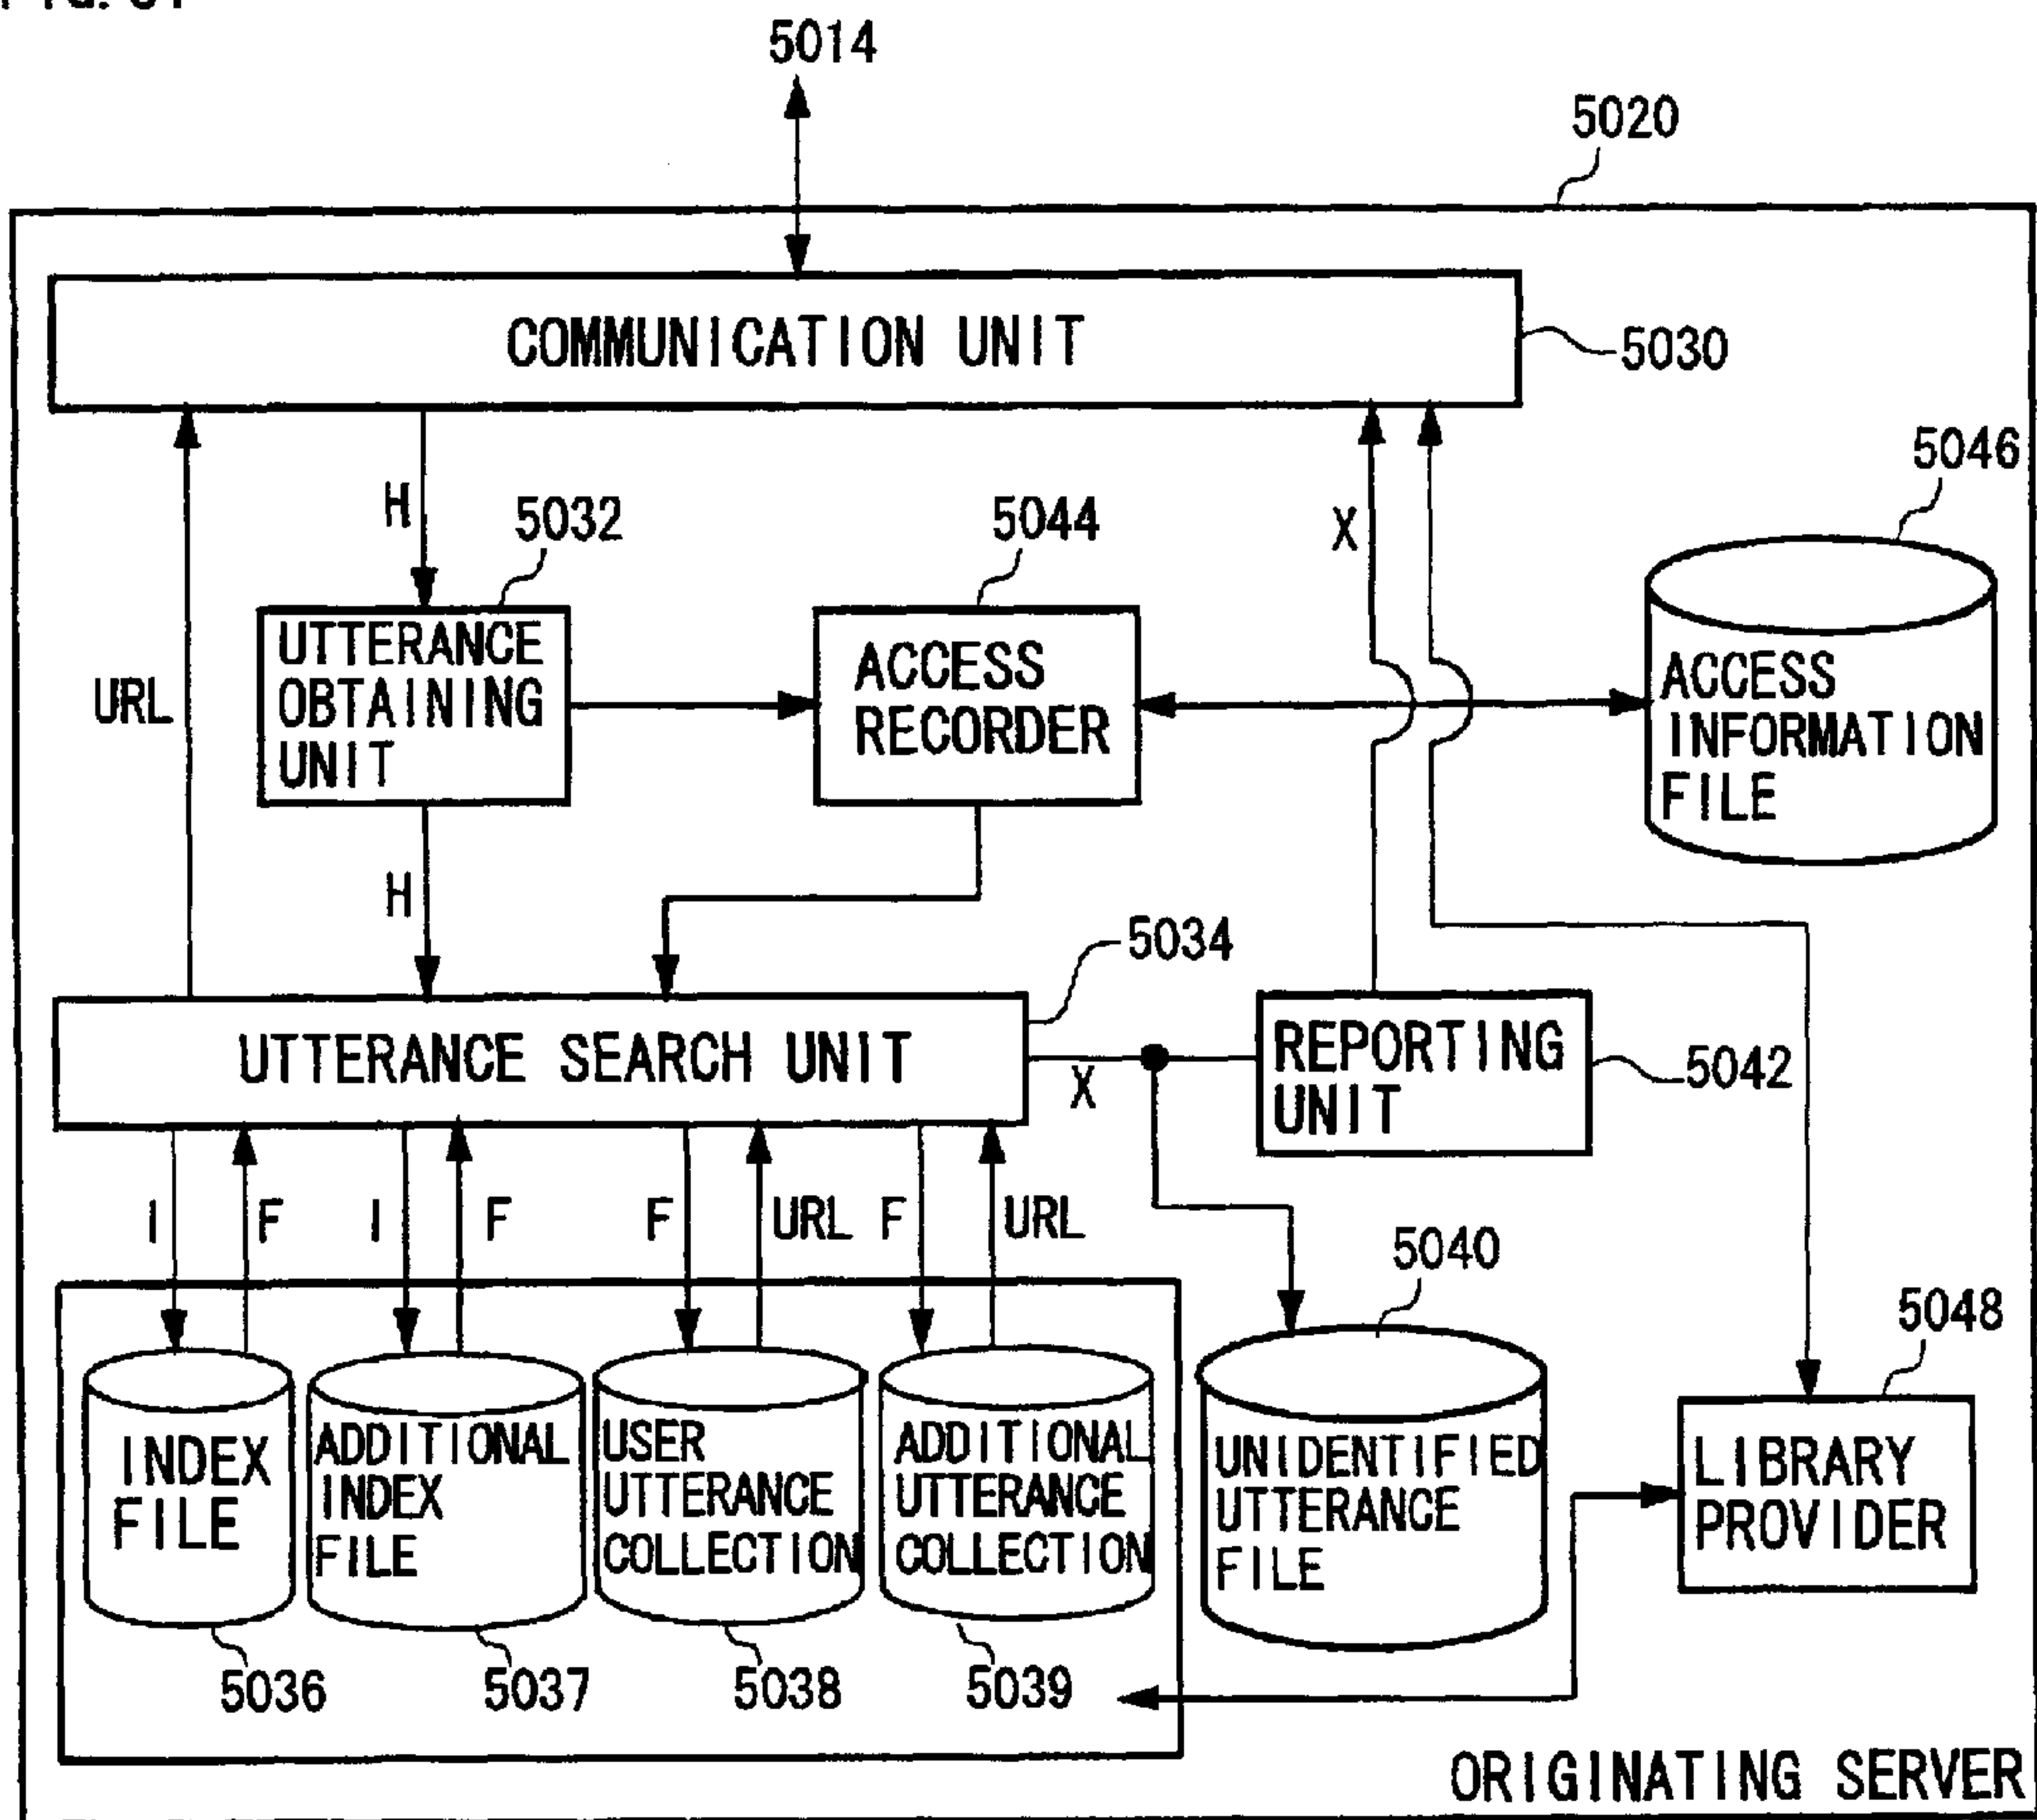 5014
5020
COMMUNICATION UNIT
5030
5046
H
5032
5044
X
UTTERANCE
OBTAINING
UNIT
ACCESS
RECORDER
ACCESS
INFORMATION
FILE
URL
H
5034
UTTERANCE SEARCH UNIT
X
REPORTING
UNIT
5042
I
F
I
F
F
URL
F
URL
5040
5048
INDEX
FILE
ADDITIONAL
INDEX
FILE
USER
UTTERANCE
COLLECTION
ADDITIONAL
UTTERANCE
COLLECTION
UNIDENTIFIED
UTTERANCE
FILE
LIBRARY
PROVIDER
5036
5037
5038
5039
ORIGINATING SERVER